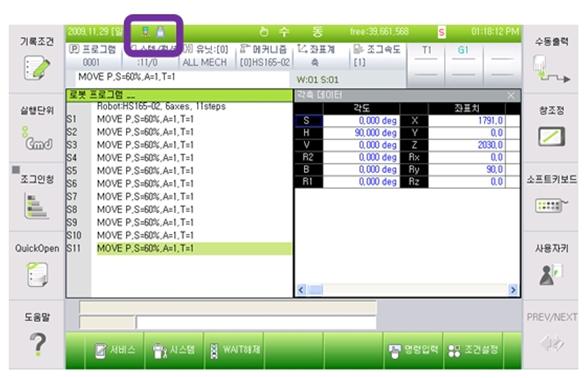 2009,11,29 [일
수 동
free:39,661,568
S
01:18:12 PM
기록조건
실행단위
Cmd
조그인칭
QuickOpen
도움말
[P] 프로그램 유닛:[0] 메커니즘 좌표계 조그속도 T1 G1
0001 :11/0 ALL MECH [0]HS165-02 축 [1]
MOVE P,S=60%,A=1,T=1
W:01 S:01
로봇 프로그램 __
Robot:HS165-02, 6axes, 11steps
S1 MOVE P,S=60%,A=1,T=1
S2 MOVE P,S=60%,A=1,T=1
S3 MOVE P,S=60%,A=1,T=1
S4 MOVE P,S=60%,A=1,T=1
S5 MOVE P,S=60%,A=1,T=1
S6 MOVE P,S=60%,A=1,T=1
S7 MOVE P,S=60%,A=1,T=1
S8 MOVE P,S=60%,A=1,T=1
S9 MOVE P,S=60%,A=1,T=1
S10 MOVE P,S=60%,A=1,T=1
S11 MOVE P,S=60%,A=1,T=1
각축 데이터
각도 좌표치
S 0,000 deg X 1791,0
H 90,000 deg Y 0,0
V 0,000 deg Z 2030,0
R2 0,000 deg Rx 0,0
B 0,000 deg Ry 90,0
R1 0,000 deg Rz 0,0
수동출력
창조정
소프트키보드
사용자키
PREV/NEXT
서비스 시스템 WAIT해제 명령입력 조건설정